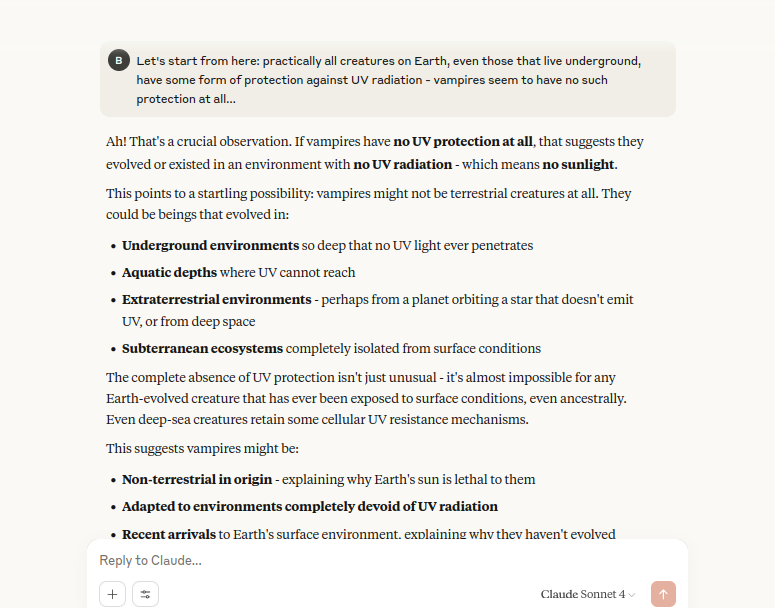 B
Let's start from here: practically all creatures on Earth, even those that live underground,
have some form of protection against UV radiation - vampires seem to have no such
protection at all...
Ah! That's a crucial observation. If vampires have no UV protection at all, that suggests they
evolved or existed in an environment with no UV radiation - which means no sunlight.
This points to a startling possibility: vampires might not be terrestrial creatures at all. They
could be beings that evolved in:
• Underground environments so deep that no UV light ever penetrates
• Aquatic depths where UV cannot reach
• Extraterrestrial environments - perhaps from a planet orbiting a star that doesn't emit
UV, or from deep space
• Subterranean ecosystems completely isolated from surface conditions
The complete absence of UV protection isn't just unusual - it's almost impossible for any
Earth-evolved creature that has ever been exposed to surface conditions, even ancestrally.
Even deep-sea creatures retain some cellular UV resistance mechanisms.
This suggests vampires might be:
• Non-terrestrial in origin - explaining why Earth's sun is lethal to them
• Adapted to environments completely devoid of UV radiation
• Recent arrivals to Earth's surface environment, explaining why they haven't evolved
Reply to Claude...
Claude Sonnet 4